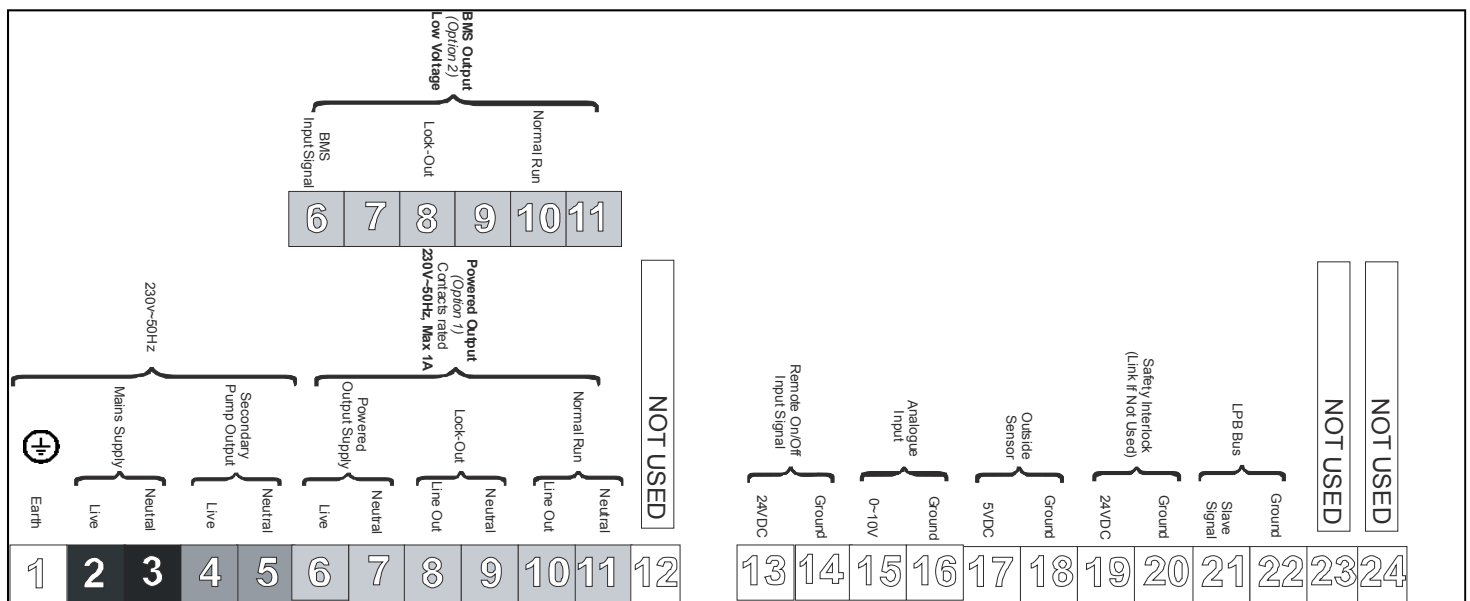 BMS Output
(Option 2)
Low Voltage
BMS
Input Signal
Lock-Out
Normal Run
6 7 8 9 10 11
230V~50Hz
Powered Output
(Option 1)
Contacts rated
230V~50Hz, Max 1A
Mains Supply
Secondary
Pump Output
Powered
Output Supply
Lock-Out
Normal Run
NOT USED
Remote On/Off
Input Signal
Analogue
Input
Outside
Sensor
Safety Interlock
(Link If Not Used)
LPB Bus
NOT USED
NOT USED
Earth
Live
Neutral
Live
Neutral
Live
Neutral
Line Out
Neutral
Line Out
Neutral
24VDC
Ground
0~10V
Ground
5VDC
Ground
24VDC
Ground
Slave
Signal
Ground
1 2 3 4 5 6 7 8 9 10 11 12 13 14 15 16 17 18 19 20 21 22 23 24